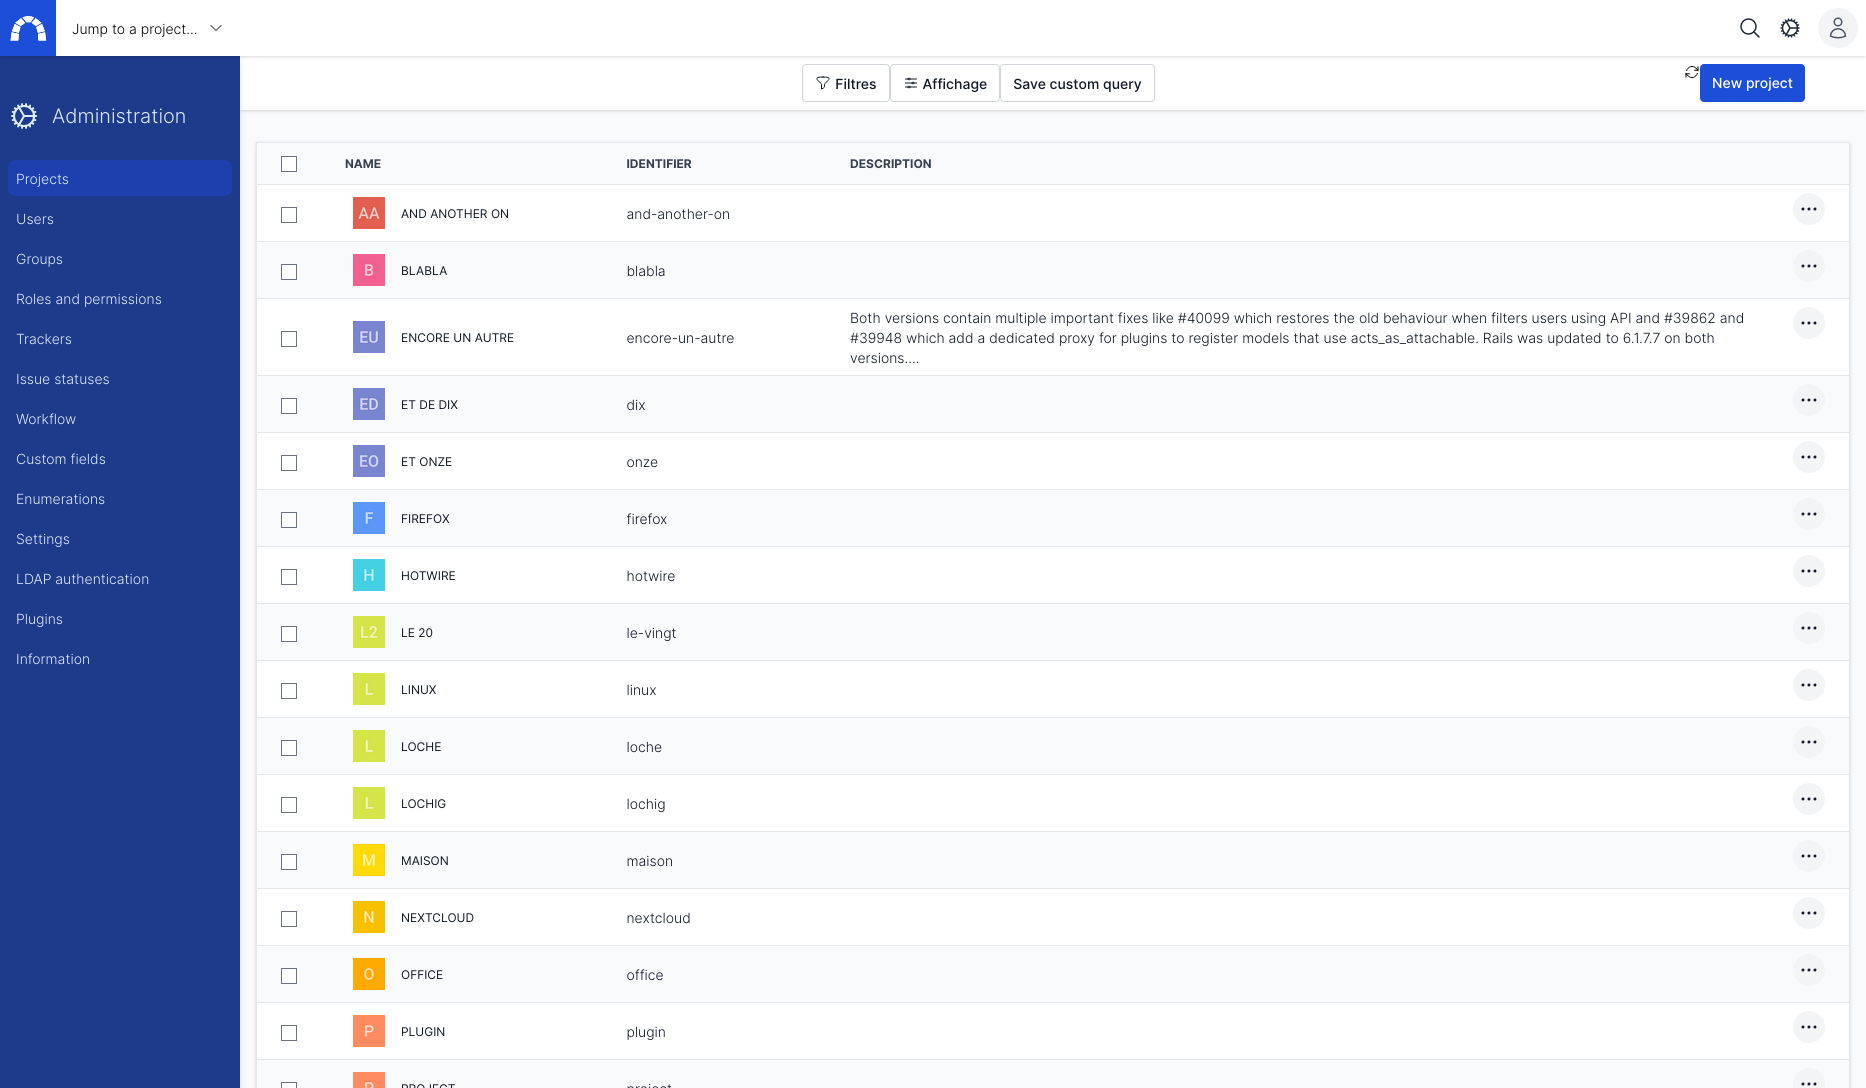 Jump to a project...
Filtres
Affichage
Save custom query
New project
Administration
Projects
Users
Groups
Roles and permissions
Trackers
Issue statuses
Workflow
Custom fields
Enumerations
Settings
LDAP authentication
Plugins
Information
NAME IDENTIFIER DESCRIPTION
AA AND ANOTHER ON and-another-on
B BLABLA blabla
EU ENCORE UN AUTRE encore-un-autre
Both versions contain multiple important fixes like #40099 which restores the old behaviour when filters users using API and #39862 and
#39948 which add a dedicated proxy for plugins to register models that use acts_as_attachable. Rails was updated to 6.1.7.7 on both
versions....
ED ET DE DIX dix
EO ET ONZE onze
F FIREFOX firefox
H HOTWIRE hotwire
L2 LE 20 le-vingt
L LINUX linux
L LOCHE loche
L LOCHIG lochig
M MAISON maison
N NEXTCLOUD nextcloud
O OFFICE office
P PLUGIN plugin
P PROJECT project